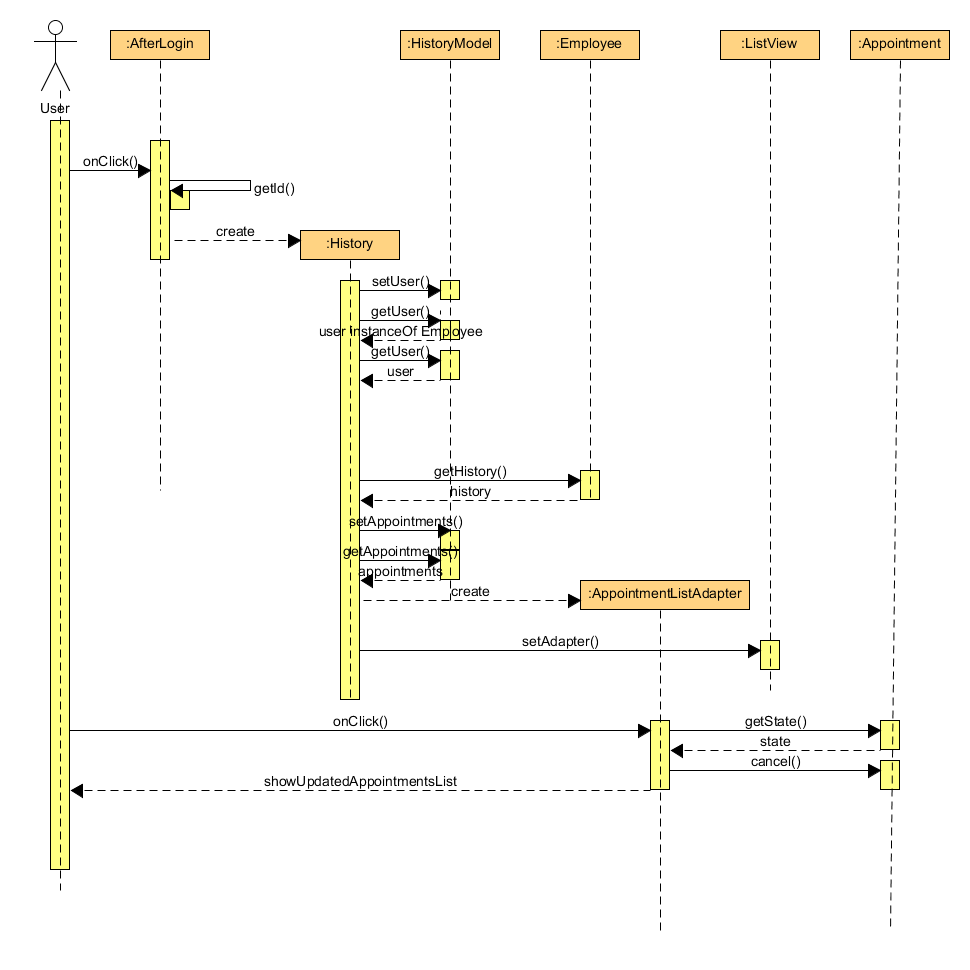 :AfterLogin
:HistoryModel
:Employee
:ListView
:Appointment
User
onClick()
getId()
create
:History
setUser()
getUser()
user instanceOf Employee
getUser()
user
getHistory()
history
setAppointments()
getAppointments()
appointments
create
:AppointmentListAdapter
setAdapter()
onClick()
getState()
state
cancel()
showUpdatedAppointmentsList